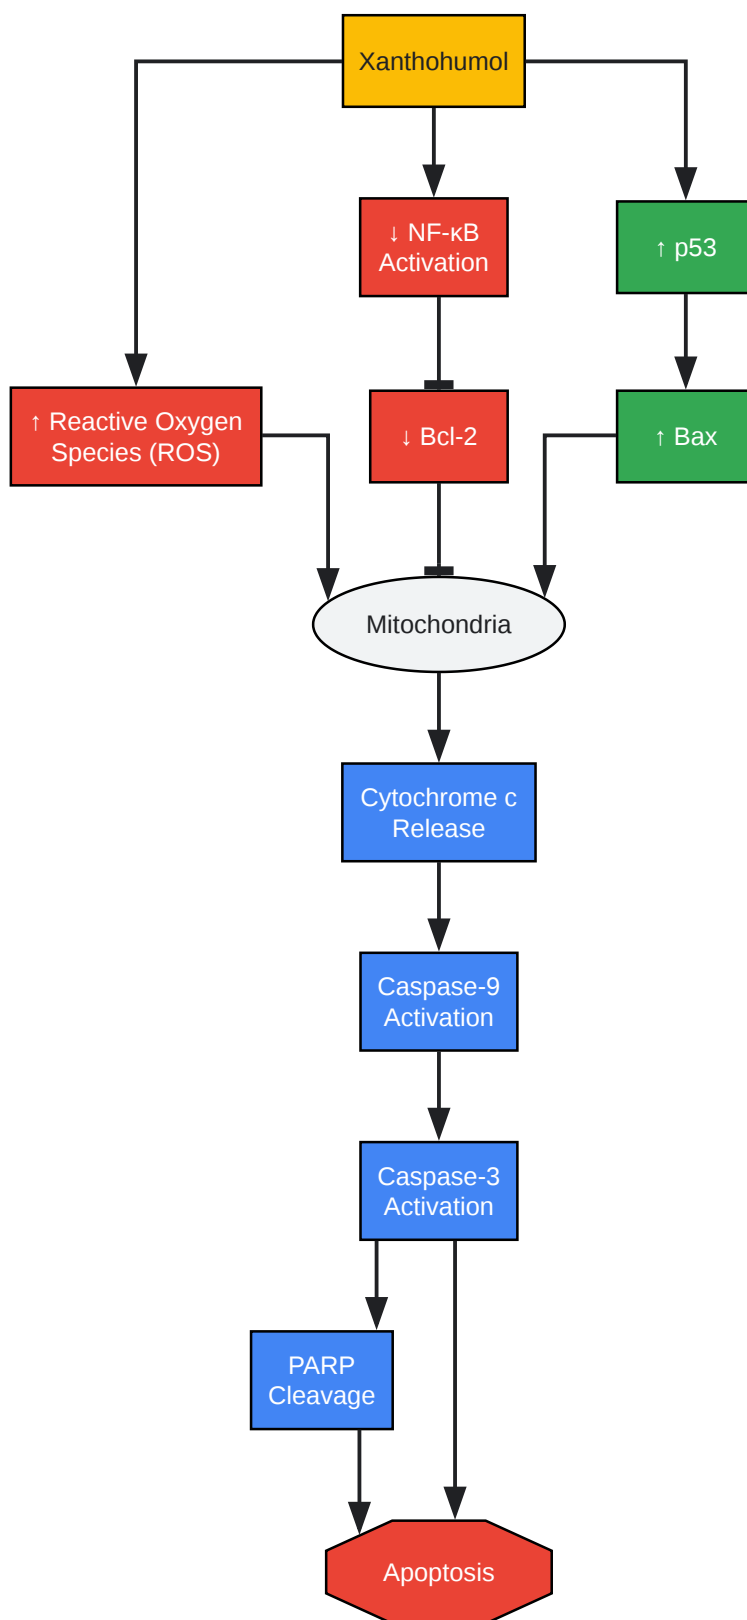 Xanthohumol
↓ NF-κB
Activation
↑ p53
↑ Reactive Oxygen
Species (ROS)
↓ Bcl-2
↑ Bax
Mitochondria
Cytochrome c
Release
Caspase-9
Activation
Caspase-3
Activation
PARP
Cleavage
Apoptosis